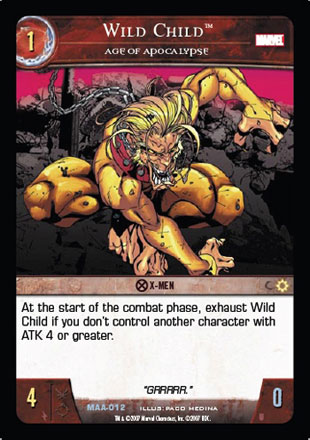 1
WILD CHILD™
MARVEL
AGE OF APOCALYPSE
X-MEN
C
At the start of the combat phase, exhaust Wild
Child if you don't control another character with
ATK 4 or greater.
"GRRRRR."
4
MAA-012 ILLUS: PACO MEDINA
0
TM & ©2007 Marvel Characters, Inc. ©2007 UDC.